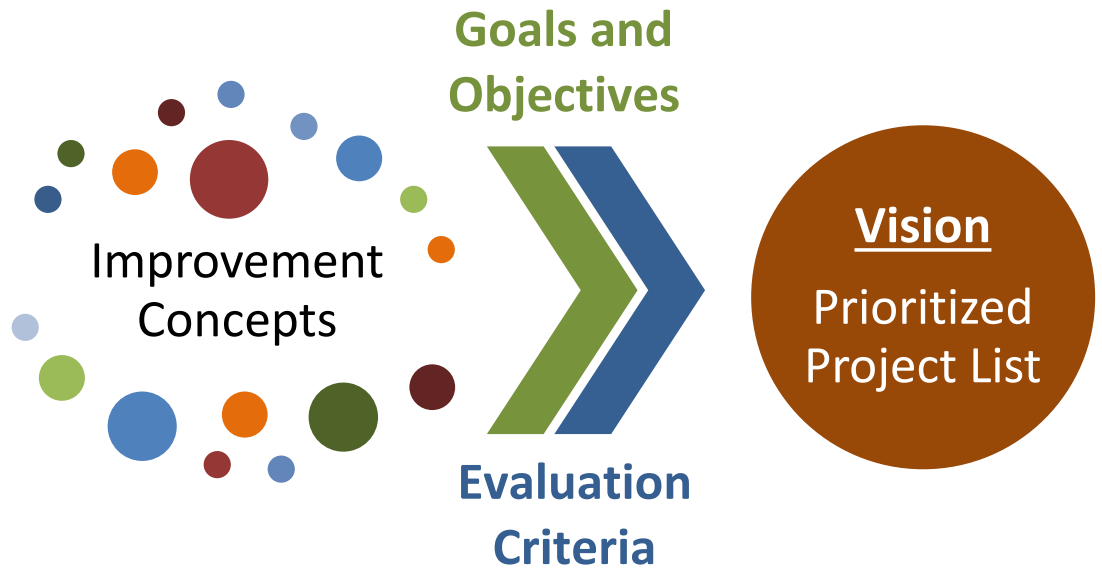 Goals and
Objectives
Improvement
Concepts
Vision
Prioritized
Project List
Evaluation
Criteria